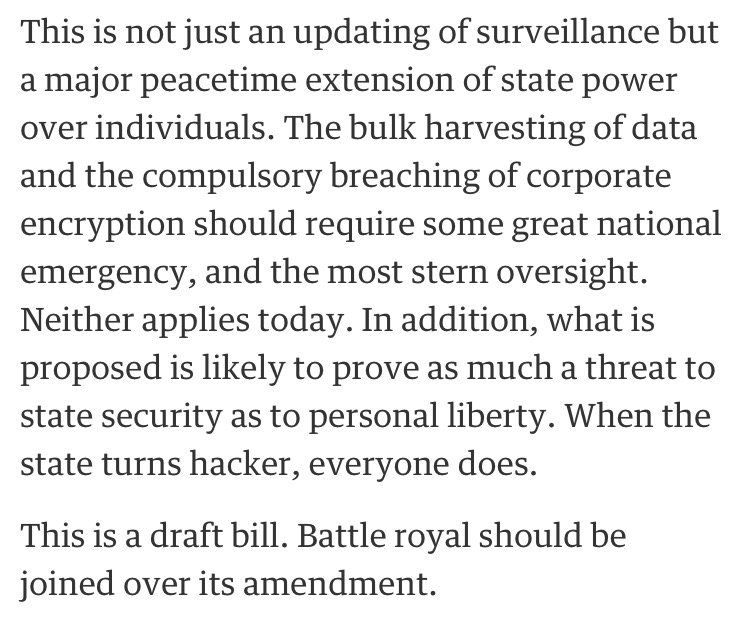 This is not just an updating of surveillance but
a major peacetime extension of state power
over individuals. The bulk harvesting of data
and the compulsory breaching of corporate
encryption should require some great national
emergency, and the most stern oversight.
Neither applies today. In addition, what is
proposed is likely to prove as much a threat to
state security as to personal liberty. When the
state turns hacker, everyone does.
This is a draft bill. Battle royal should be
joined over its amendment.